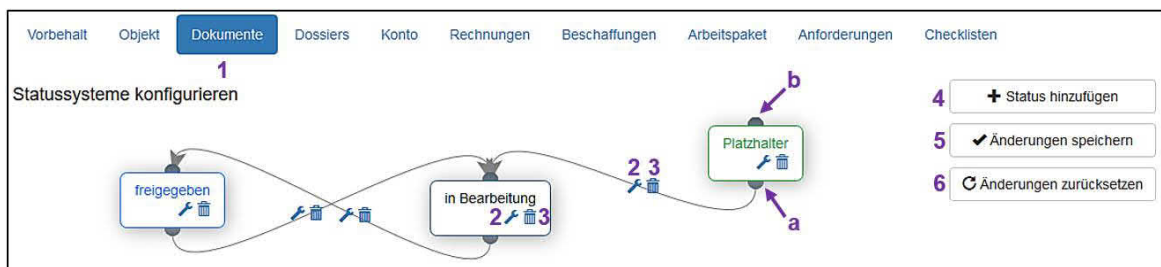 Vorbehalt Objekt Dokumente Dossiers Konto Rechnungen Beschaffungen Arbeitspaket Anforderungen Checklisten
1
Statussysteme konfigurieren
b
4 Status hinzufügen
Platzhalter
5 Änderungen speichern
2 3
freigegeben
in Bearbeitung
6 Änderungen zurücksetzen
2 3
a